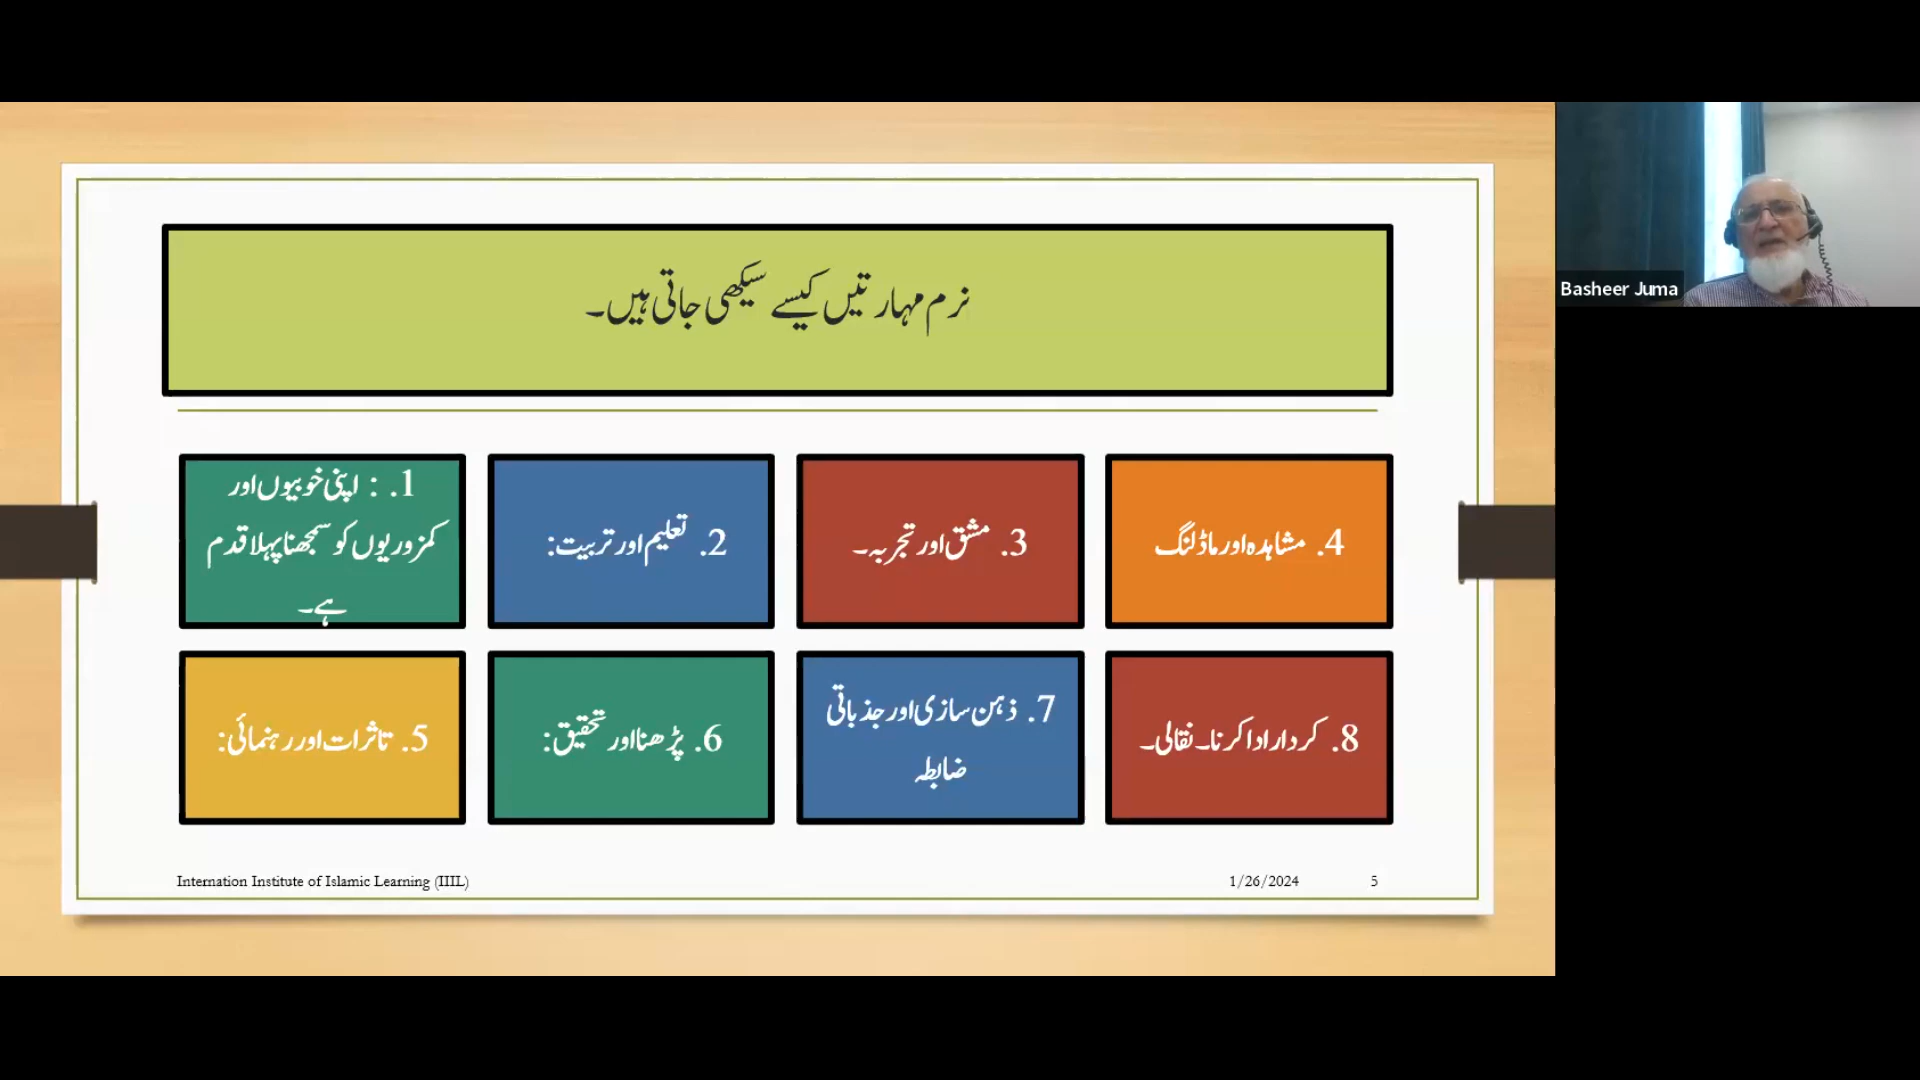 نرم مہارتیں کیسے سیکھی جاتی ہیں۔
1. : اپنی خوبیوں اور
کمزوریوں کو سمجھنا پہلا قدم
ہے۔
2. تعلیم اور تربیت:
3. مشق اور تجربہ۔
4. مشاہدہ اور ماڈلنگ
5. تاثرات اور رہنمائی:
6. پڑھنا اور تحقیق:
7. ذہن سازی اور جذباتی
ضابطہ
8. کردار ادا کرنا۔ نقالی۔
Internation Institute of Islamic Learning (IIIL)
1/26/2024
5
Basheer Juma